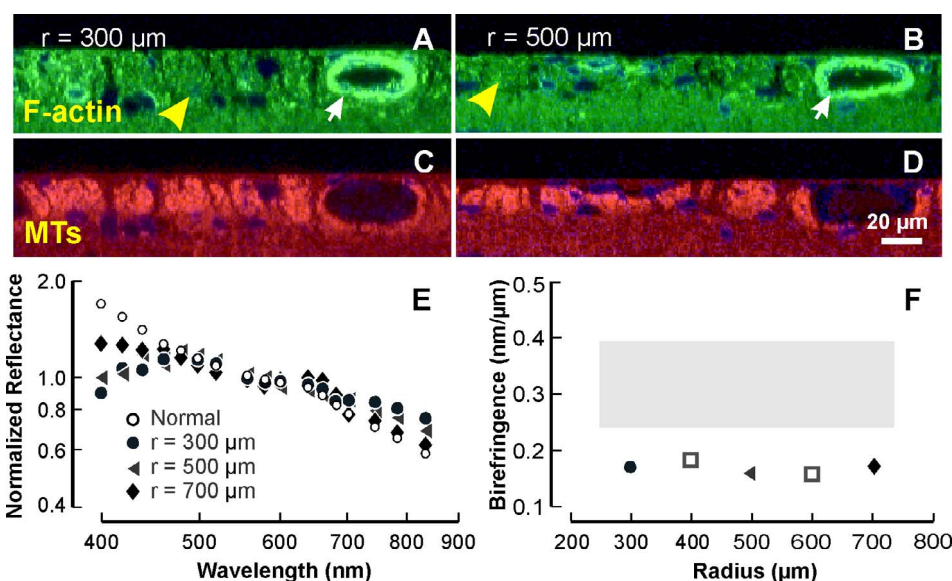 r = 300 µm
A
r = 500 µm
B
F-actin
C
D
MTs
20 µm
E
Normalized Reflectance
2.0
1.0
0.8
0.6
0.4
Normal
r = 300 µm
r = 500 µm
r = 700 µm
400 500 600 700 800 900
Wavelength (nm)
F
Birefringence (nm/µm)
0.5
0.4
0.3
0.2
0.1
200 300 400 500 600 700 800
Radius (µm)